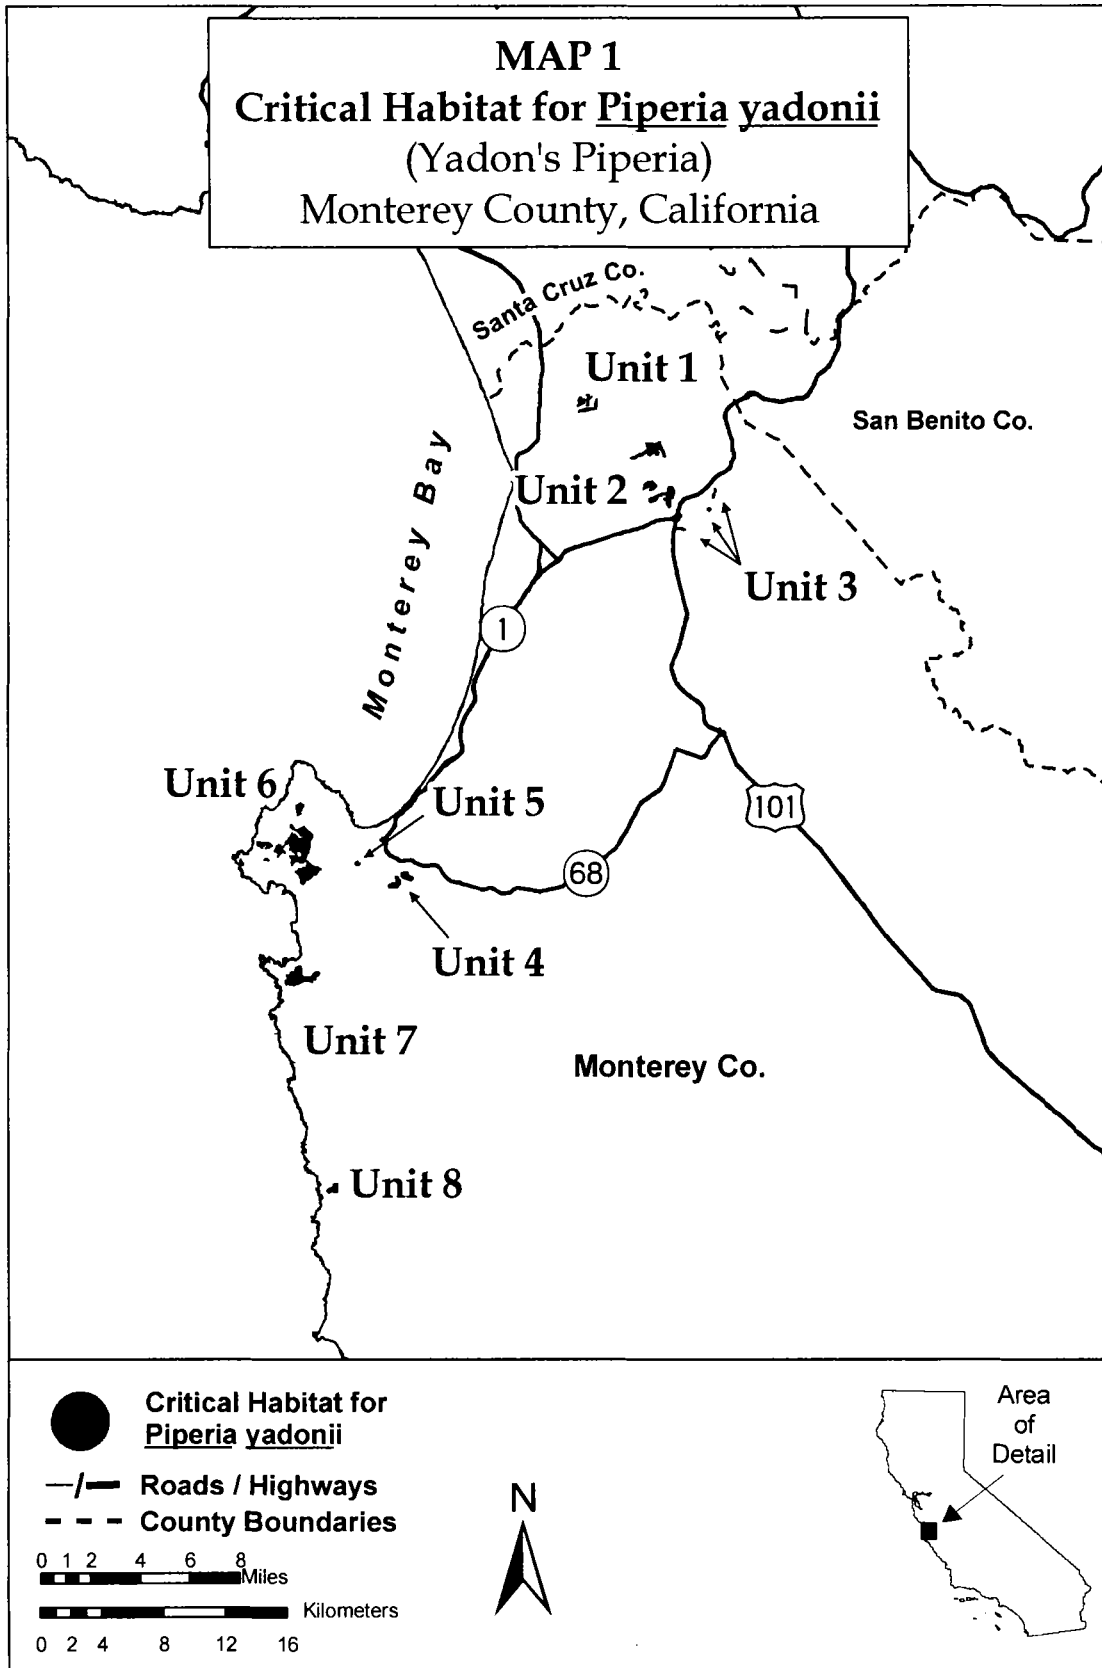 MAP 1
Critical Habitat for Piperia yadonii
(Yadon's Piperia)
Monterey County, California
Santa Cruz Co.
Unit 1
San Benito Co.
Monterey Bay
Unit 2
Unit 3
1
Unit 6
Unit 5
101
68
Unit 4
Unit 7
Monterey Co.
Unit 8
Critical Habitat for
Piperia yadonii
Roads / Highways
County Boundaries
0 1 2 4 6 8
Miles
Kilometers
0 2 4 8 12 16
N
Area
of
Detail